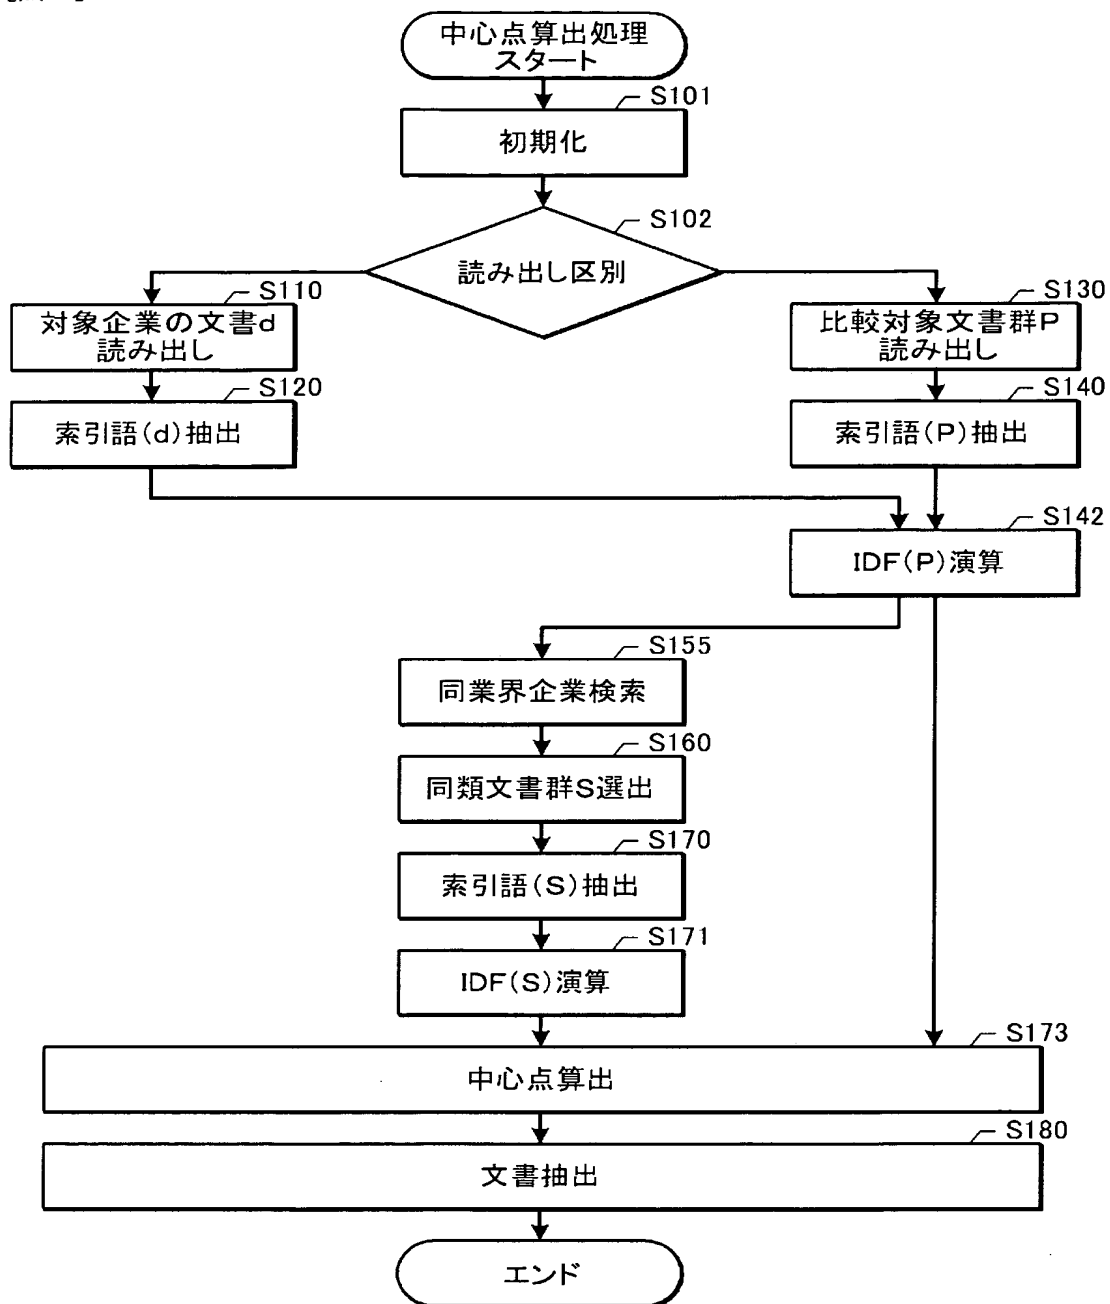 中心点算出処理
スタート
S101
初期化
S102
読み出し区別
S110
対象企業の文書d
読み出し
S130
比較対象文書群P
読み出し
S120
索引語(d)抽出
S140
索引語(P)抽出
S142
IDF(P)演算
S155
同業界企業検索
S160
同類文書群S選出
S170
索引語(S)抽出
S171
IDF(S)演算
S173
中心点算出
S180
文書抽出
エンド